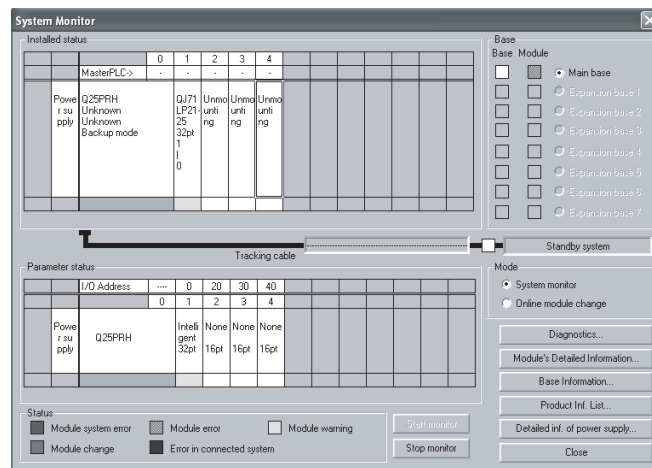 System Monitor
Installed status
0 1 2 3 4
MasterPLC-> - - - - -
Powe
r su
pply
Q25PRH
Unknown
Unknown
Backup mode
QJ71
LP21-
25
32pt
1
|
0
Unmo
unti
ng
Unmo
unti
ng
Unmo
unti
ng
Base
Base Module
Main base
Expansion base 1
Expansion base 2
Expansion base 3
Expansion base 4
Expansion base 5
Expansion base 6
Expansion base 7
Tracking cable
Standby system
Parameter status
I/O Address ---- 0 20 30 40
0 1 2 3 4
Powe
r su
pply
Q25PRH
Intelli
gent
32pt
None
16pt
None
16pt
None
16pt
Mode
System monitor
Online module change
Diagnostics...
Module's Detailed Information...
Base Information...
Product Inf. List...
Detailed inf. of power supply...
Close
Status
Module system error
Module error
Module warning
Module change
Error in connected system
Start monitor
Stop monitor